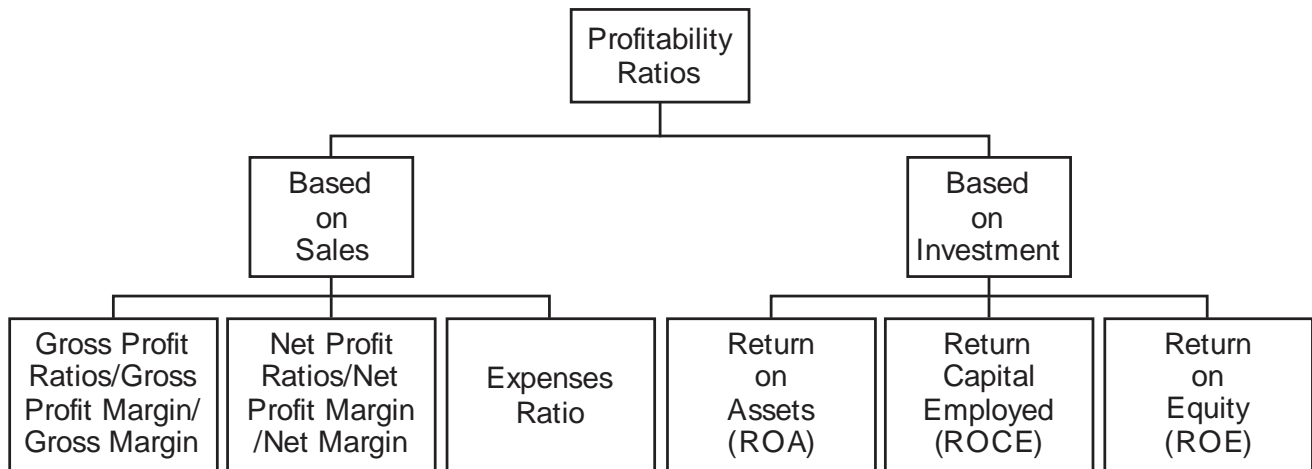 Profitability
Ratios
Based
on
Sales
Based
on
Investment
Gross Profit
Ratios/Gross
Profit Margin/
Gross Margin
Net Profit
Ratios/Net
Profit Margin
/Net Margin
Expenses
Ratio
Return
on
Assets
(ROA)
Return
Capital
Employed
(ROCE)
Return
on
Equity
(ROE)